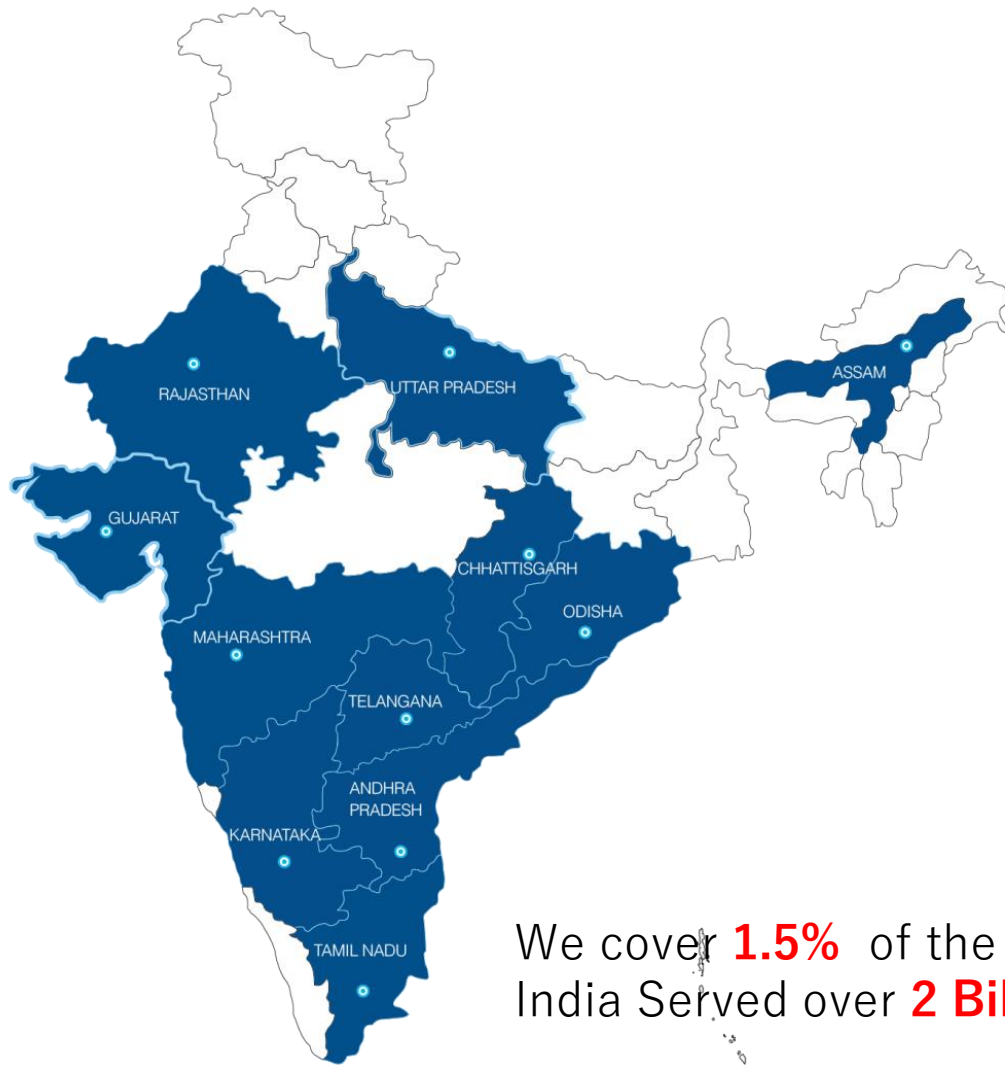 RAJASTHAN
UTTAR PRADESH
ASSAM
GUJARAT
CHHATTISGARH
ODISHA
MAHARASHTRA
TELANGANA
ANDHRA
PRADESH
KARNATAKA
TAMIL NADU
We cover 1.5% of the
India Served over 2 Bil